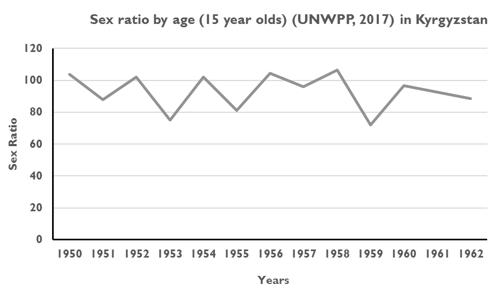 Sex ratio by age (15 year olds) (UNWPP, 2017) in Kyrgyzstan
120
100
80
60
40
20
0
Sex Ratio
1950 1951 1952 1953 1954 1955 1956 1957 1958 1959 1960 1961 1962
Years